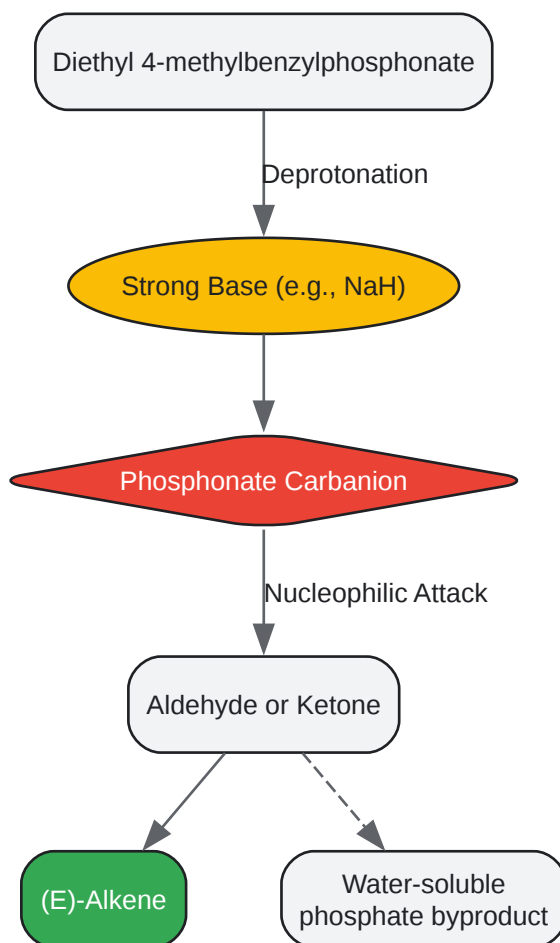 Diethyl 4-methylbenzylphosphonate
Deprotonation
Strong Base (e.g., NaH)
Phosphonate Carbanion
Nucleophilic Attack
Aldehyde or Ketone
(E)-Alkene
Water-soluble
phosphate byproduct